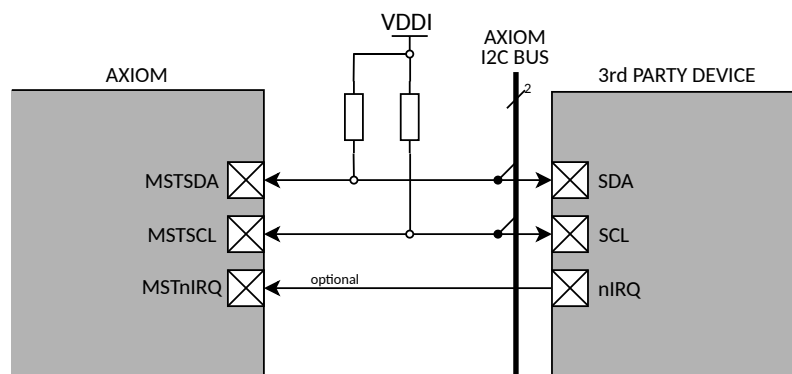 VDDI
AXIOM
I2C BUS
AXIOM
3rd PARTY DEVICE
2
MSTSDA
SDA
MSTSCL
SCL
MSTnIRQ
optional
nIRQ